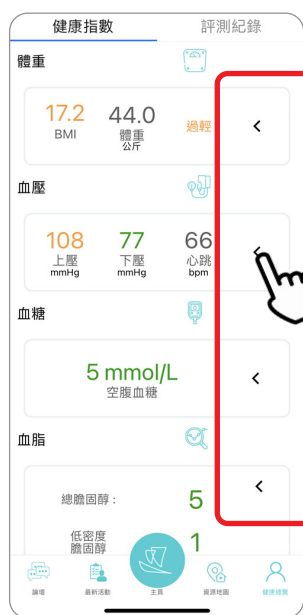 健康指數
評測紀錄
體重
17.2
44.0
過輕
BMI
體重
公斤
血壓
108
77
66
上壓
下壓
心跳
mmHg
mmHg
bpm
血糖
5 mmol/L
空腹血糖
血脂
總膽固醇：
5
低密度
膽固醇
1
論壇
最新活動
主頁
資源地圖
健康總覽